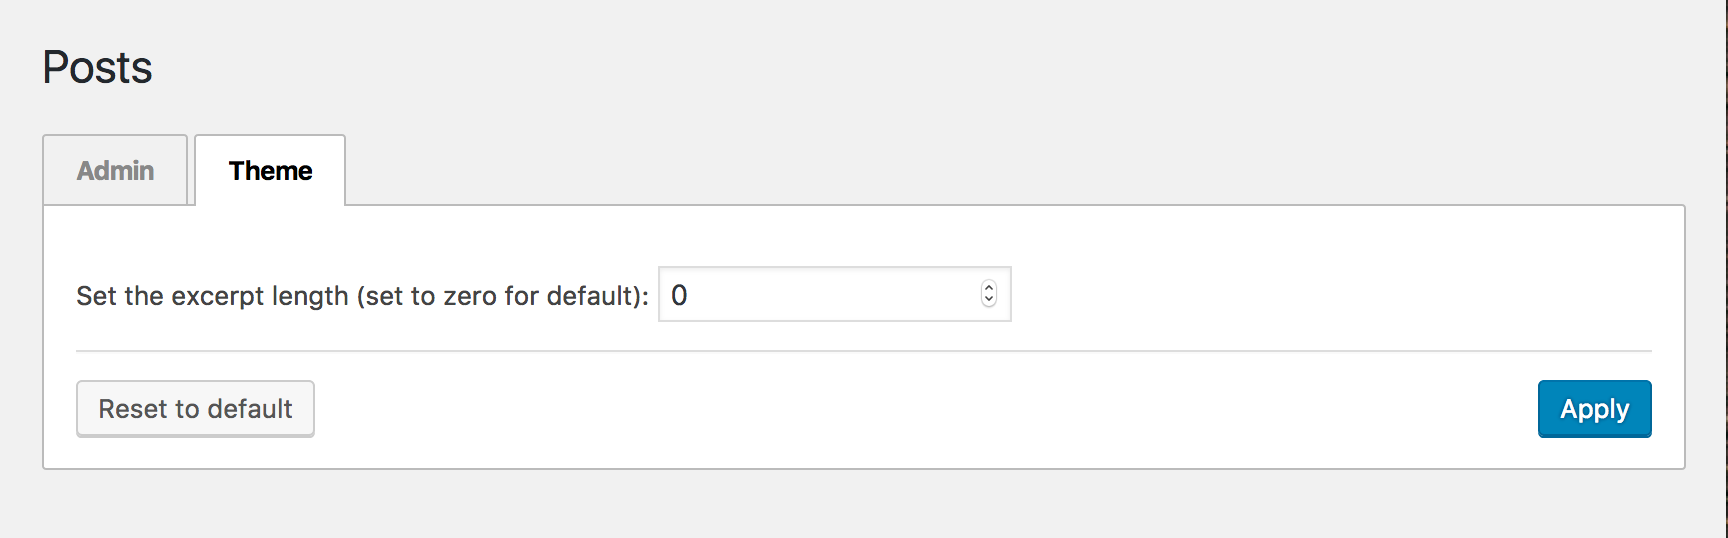 Posts
Admin Theme
Set the excerpt length (set to zero for default): 0
Reset to default Apply